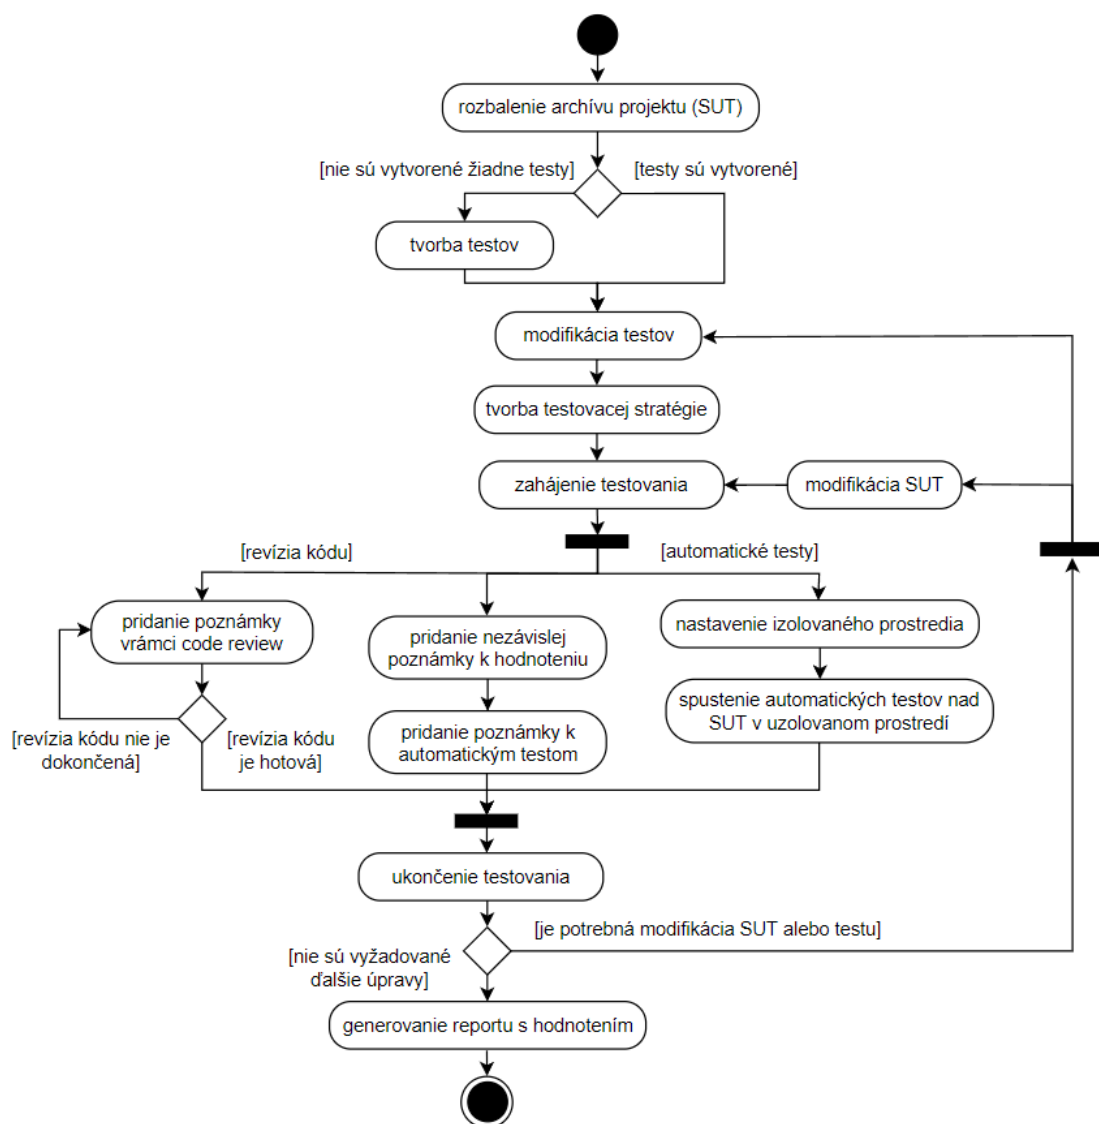 rozbalenie archívu projektu (SUT)
[nie sú vytvorené žiadne testy]
[testy sú vytvorené]
tvorba testov
modifikácia testov
tvorba testovacej stratégie
zahájenie testovania
modifikácia SUT
[revízia kódu]
[automatické testy]
pridanie poznámky
vrámci code review
pridanie nezávislej
poznámky k hodnoteniu
nastavenie izolovaného prostredia
spustenie automatických testov nad
SUT v uzolovanom prostredí
[revízia kódu nie je
dokončená]
[revízia kódu
je hotová]
pridanie poznámky k
automatickým testom
ukončenie testovania
[je potrebná modifikácia SUT alebo testu]
[nie sú vyžadované
ďalšie úpravy]
generovanie reportu s hodnotením